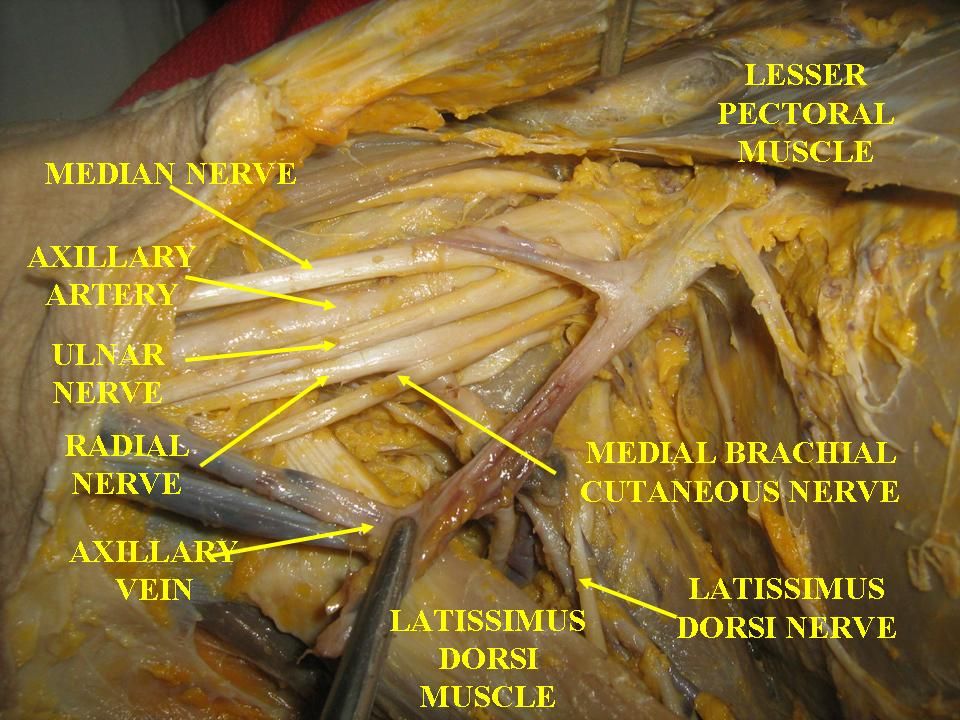 LESSER
PECTORAL
MUSCLE
MEDIAN NERVE
AXILLARY
ARTERY
ULNAR
NERVE
RADIAL
NERVE
MEDIAL BRACHIAL
CUTANEOUS NERVE
AXILLARY
VEIN
LATISSIMUS
DORSI NERVE
LATISSIMUS
DORSI
MUSCLE